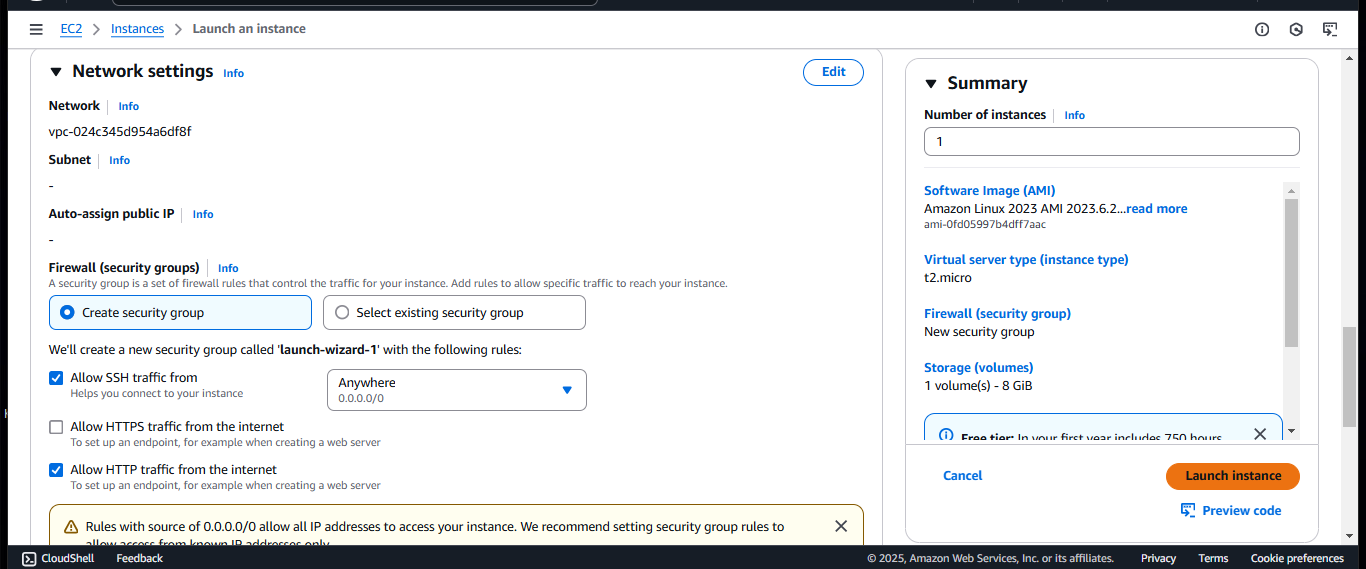 EC2 > Instances > Launch an instance
Network settings Info
Edit
Network Info
vpc-024c345d954a6df8f
Subnet Info
-
Auto-assign public IP Info
-
Firewall (security groups) Info
A security group is a set of firewall rules that control the traffic for your instance. Add rules to allow specific traffic to reach your instance.
Create security group
Select existing security group
We'll create a new security group called 'launch-wizard-1' with the following rules:
Allow SSH traffic from
Helps you connect to your instance
Anywhere
0.0.0.0/0
Allow HTTPS traffic from the internet
To set up an endpoint, for example when creating a web server
Allow HTTP traffic from the internet
To set up an endpoint, for example when creating a web server
Rules with source of 0.0.0.0/0 allow all IP addresses to access your instance. We recommend setting security group rules to
allow access from known IP addresses only.
Summary
Number of instances Info
1
Software Image (AMI)
Amazon Linux 2023 AMI 2023.6.2...read more
ami-0fd05997b4dff7aac
Virtual server type (instance type)
t2.micro
Firewall (security group)
New security group
Storage (volumes)
1 volume(s) - 8 GiB
Free tier: In your first year includes 750 hours
Cancel
Launch instance
Preview code
CloudShell Feedback
© 2025, Amazon Web Services, Inc. or its affiliates. Privacy Terms Cookie preferences